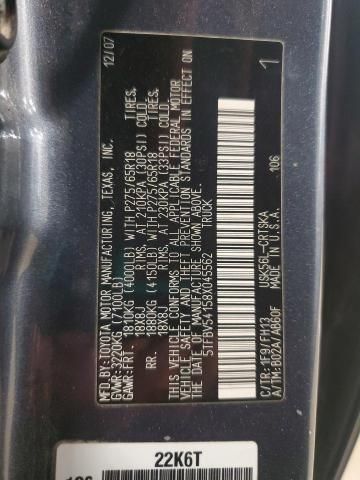 MFD. BY:
TOYOTA MOTOR MANUFACTURING, TEXAS, INC. 12/07
GVWR:3220KG (7100LB)
GAWR:FRT. 1810KG (4000LB) WITH P275/65R18 TIRES,
18X8J RIMS, AT 230KPA (33PSI) COLD.
RR. 1880KG (4150LB) WITH P275/65R18 TIRES,
18X8J RIMS, AT 230KPA (33PSI) COLD.
THIS VEHICLE CONFORMS TO ALL APPLICABLE FEDERAL MOTOR
VEHICLE SAFETY AND THEFT PREVENTION STANDARDS IN
EFFECT ON THE DATE OF MANUFACTURE SHOWN ABOVE.
5TFBV54158X045562 TRUCK
106
1
C/TR:1E9/FH13 USK56L-CRTSKA
A/TM:B02A/AB60F MADE IN U.S.A.
22K6T